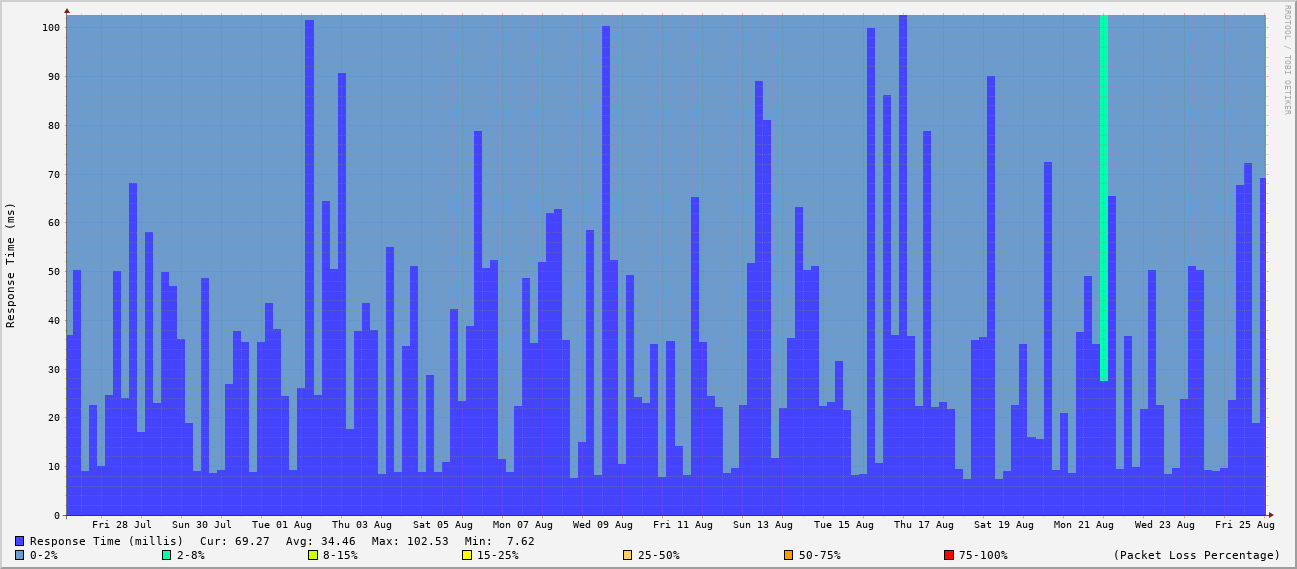 RRDTOOL / TOBI OETIKER
Response Time (ms)
100
90
80
70
60
50
40
30
20
10
0
Fri 28 Jul Sun 30 Jul Tue 01 Aug Thu 03 Aug Sat 05 Aug Mon 07 Aug Wed 09 Aug Fri 11 Aug Sun 13 Aug Tue 15 Aug Thu 17 Aug Sat 19 Aug Mon 21 Aug Wed 23 Aug Fri 25 Aug
Response Time (millis) Cur: 69.27 Avg: 34.46 Max: 102.53 Min: 7.62
0-2% 2-8% 8-15% 15-25% 25-50% 50-75% 75-100% (Packet Loss Percentage)